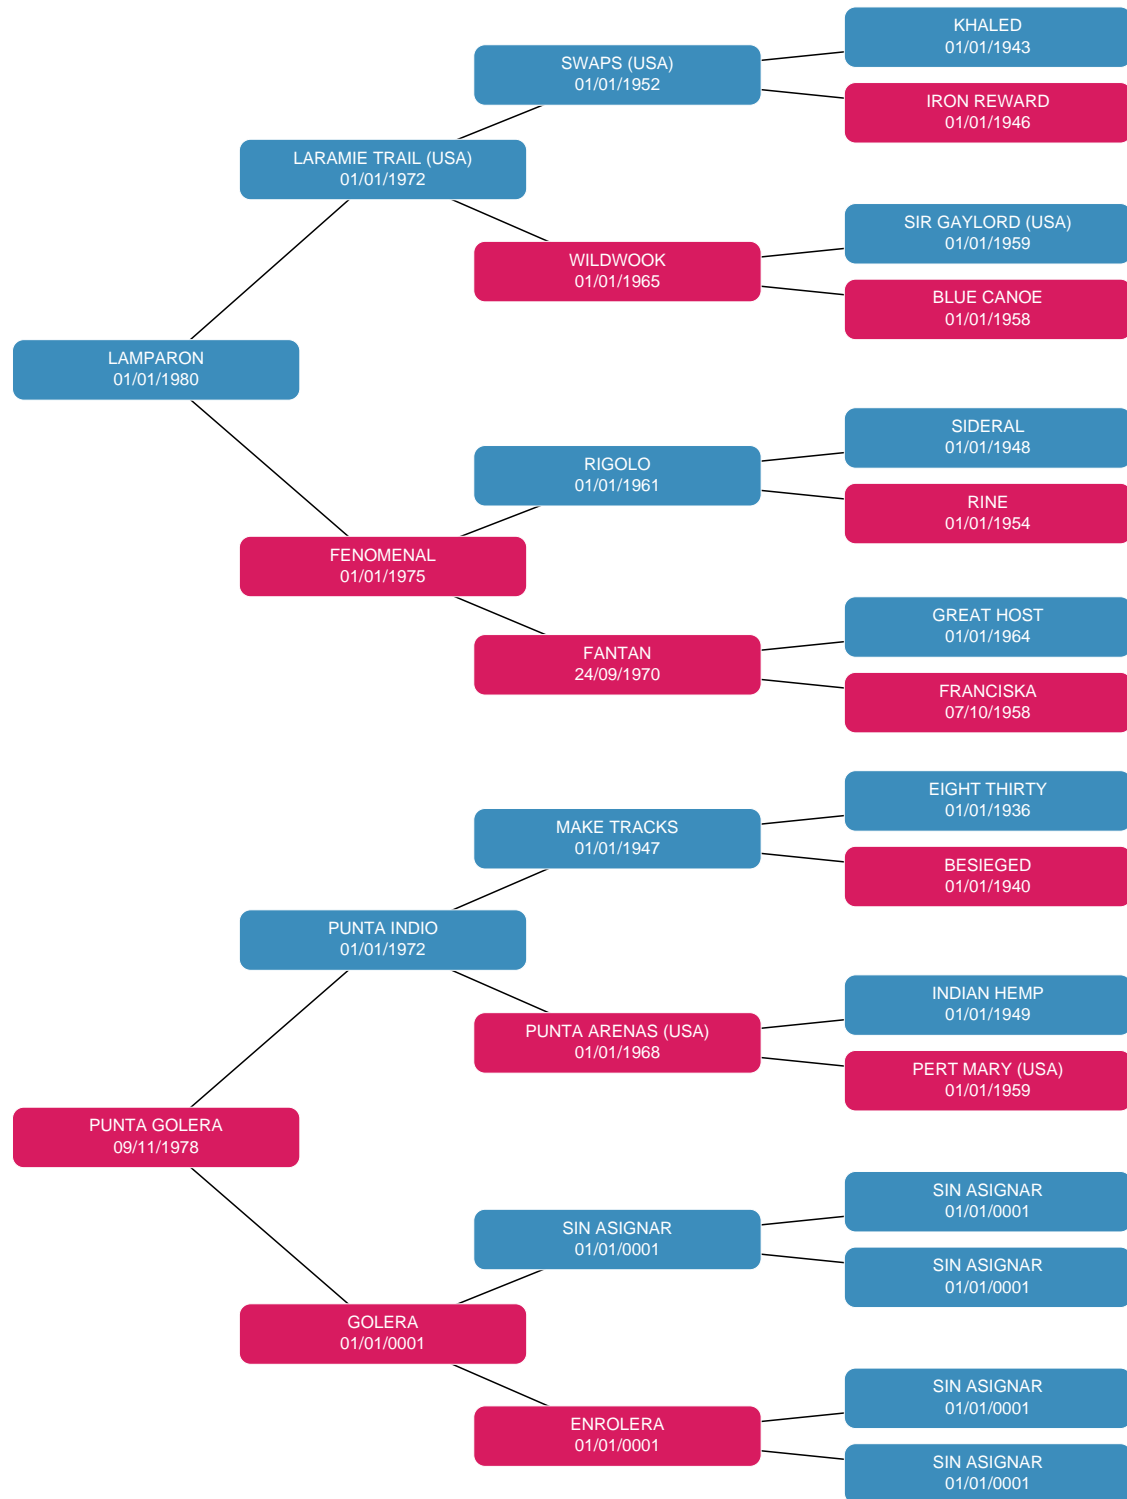 KHALED
01/01/1943
SWAPS (USA)
01/01/1952
IRON REWARD
01/01/1946
LARAMIE TRAIL (USA)
01/01/1972
SIR GAYLORD (USA)
01/01/1959
WILDWOOK
01/01/1965
BLUE CANOE
01/01/1958
LAMPARON
01/01/1980
SIDERAL
01/01/1948
RIGOLO
01/01/1961
RINE
01/01/1954
FENOMENAL
01/01/1975
GREAT HOST
01/01/1964
FANTAN
24/09/1970
FRANCISKA
07/10/1958
EIGHT THIRTY
01/01/1936
MAKE TRACKS
01/01/1947
BESIEGED
01/01/1940
PUNTA INDIO
01/01/1972
INDIAN HEMP
01/01/1949
PUNTA ARENAS (USA)
01/01/1968
PERT MARY (USA)
01/01/1959
PUNTA GOLERA
09/11/1978
SIN ASIGNAR
01/01/0001
SIN ASIGNAR
01/01/0001
SIN ASIGNAR
01/01/0001
GOLERA
01/01/0001
SIN ASIGNAR
01/01/0001
ENROLERA
01/01/0001
SIN ASIGNAR
01/01/0001